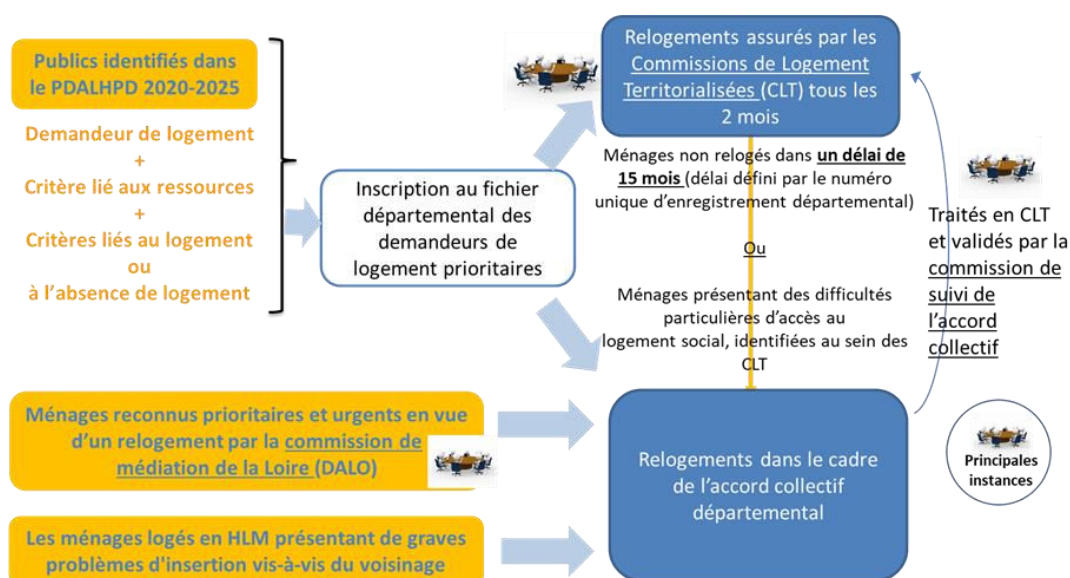 Publics identifiés dans
le PDALHPD 2020-2025
Demandeur de logement
+
Critère lié aux ressources
+
Critères liés au logement
ou
à l’absence de logement
Inscription au fichier
départemental des
demandeurs de
logement prioritaires
Relogements assurés par les
Commissions de Logement
Territorialisées (CLT) tous les
2 mois
Ménages non relogés dans un délai de
15 mois (délai défini par le numéro
unique d’enregistrement départemental)
Ou
Ménages présentant des difficultés
particulières d’accès au
logement social, identifiées au sein des
CLT
Traités en CLT
et validés par la
commission de
suivi de
l’accord
collectif
Ménages reconnus prioritaires et urgents en vue
d’un relogement par la commission de
médiation de la Loire (DALO)
Relogements dans le cadre
de l’accord collectif
départemental
Principales
instances
Les ménages logés en HLM présentant de graves
problèmes d'insertion vis-à-vis du voisinage